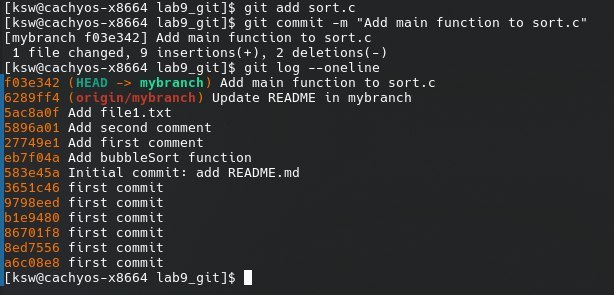 [ksw@cachyos-x8664 lab9_git]$ git add sort.c
[ksw@cachyos-x8664 lab9_git]$ git commit -m "Add main function to sort.c"
[mybranch f03e342] Add main function to sort.c
 1 file changed, 9 insertions(+), 2 deletions(-)
[ksw@cachyos-x8664 lab9_git]$ git log --oneline
f03e342 (HEAD -> mybranch) Add main function to sort.c
6289ff4 (origin/mybranch) Update README in mybranch
5ac8a0f Add file1.txt
5896a01 Add second comment
27749e1 Add first comment
eb7f04a Add bubbleSort function
583e45a Initial commit: add README.md
3651c46 first commit
9798eed first commit
b1e9480 first commit
86701f8 first commit
8ed7556 first commit
a6c08e8 first commit
[ksw@cachyos-x8664 lab9_git]$